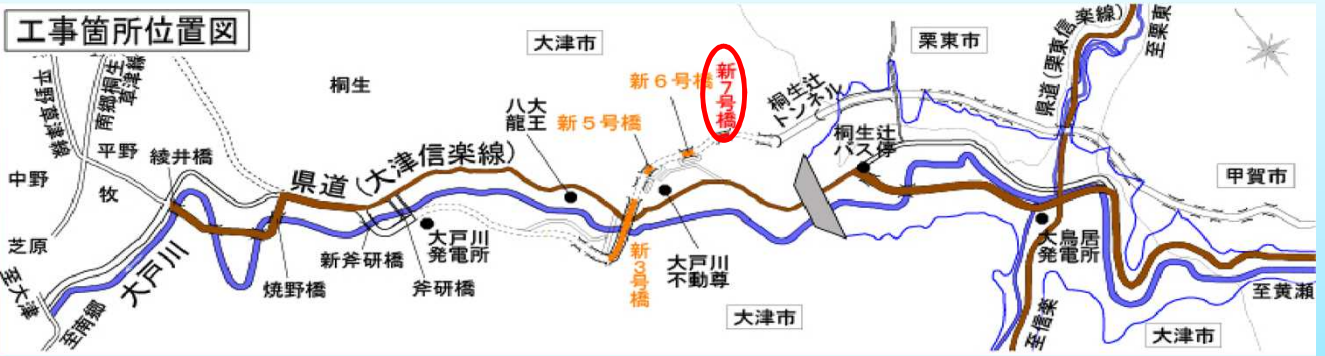 工事箇所位置図
大津市
栗東市
県道(栗東信楽線)
至栗東
桐生
新6号橋
新7号橋
桐生辻
トンネル
平野草津線
南郷桐生
草津線
八大
龍王
新5号橋
桐生辻
バス停
綾井橋
平野
県道(大津信楽線)
中野
牧
甲賀市
芝原
大戸川
大戸川
発電所
新斧研橋
新3号橋
大戸川
不動尊
大鳥居
発電所
至大津
焼野橋
斧研橋
至黄瀬
至南郷
大津市
至信楽
大津市